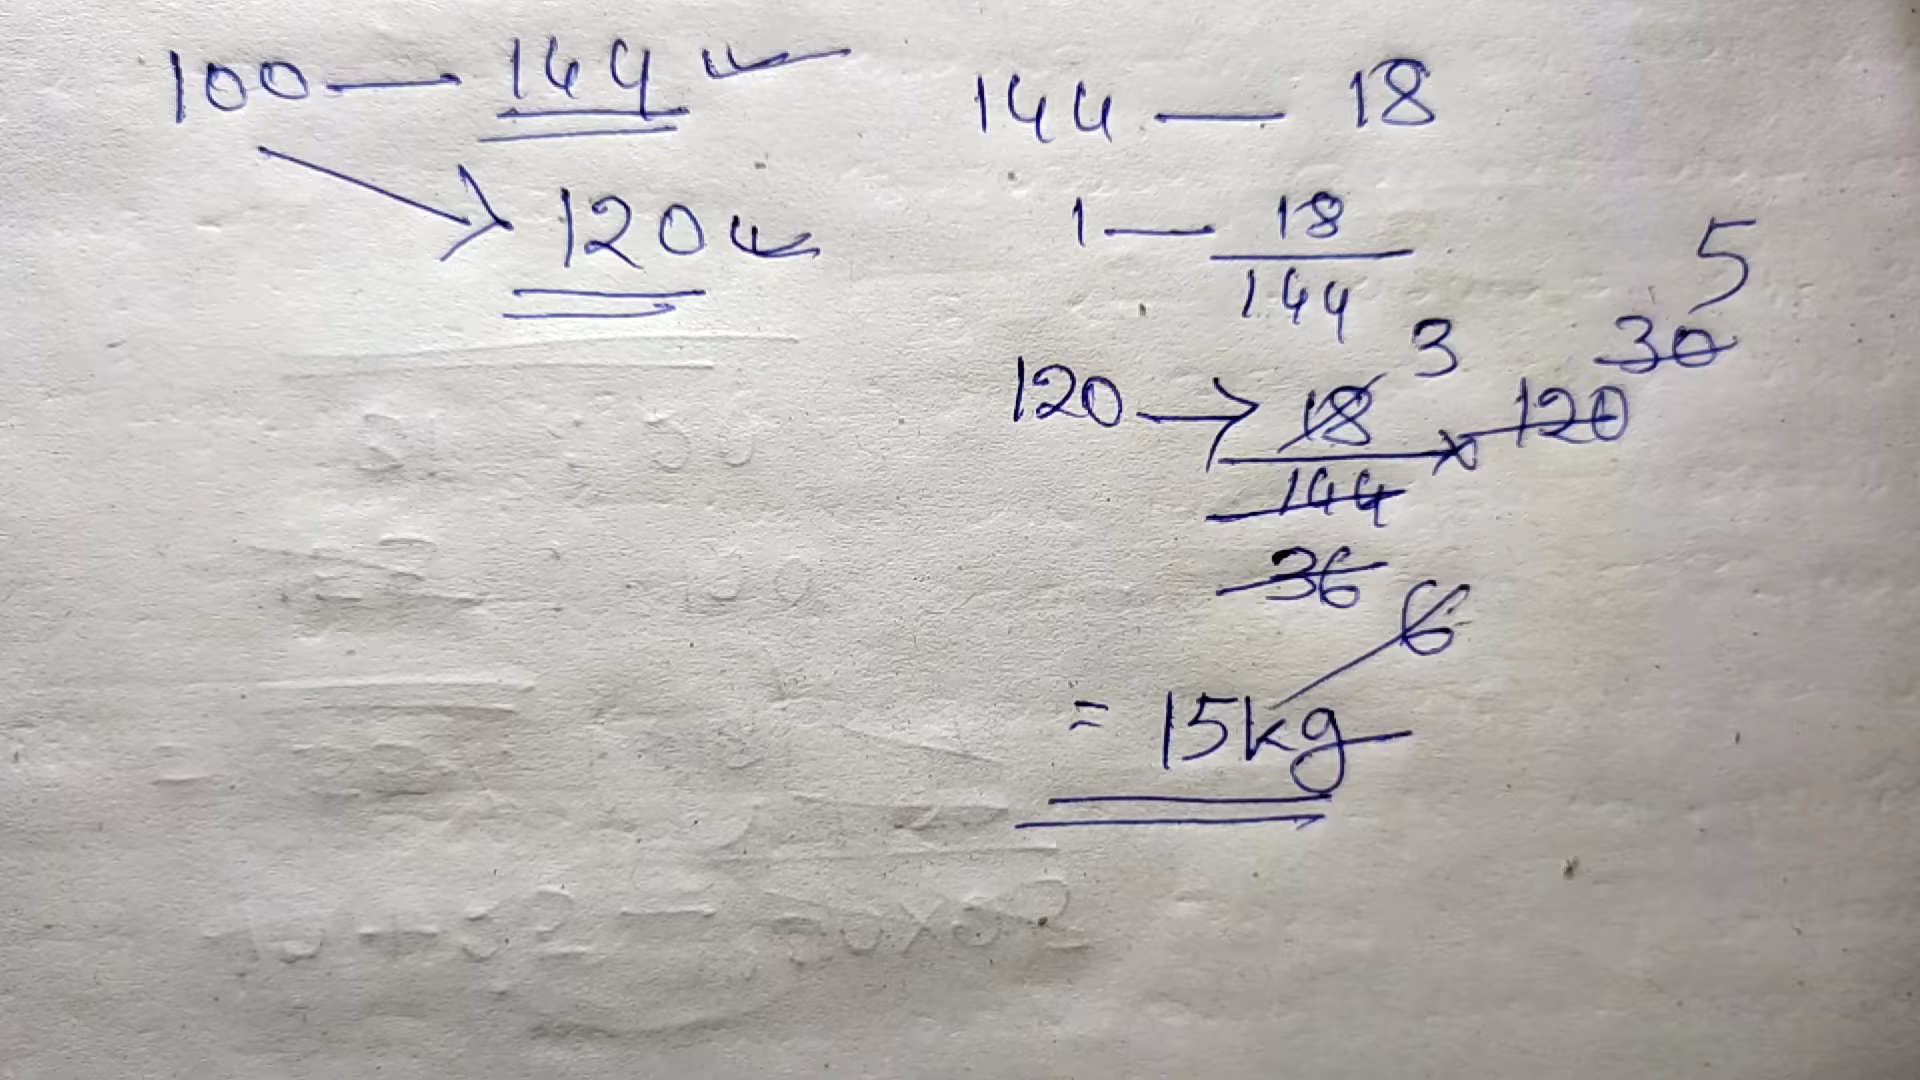 100 — 144
120
144 — 18
1 — 18
144
5
3
30
120 → 18 × 120
144
36
6
= 15kg